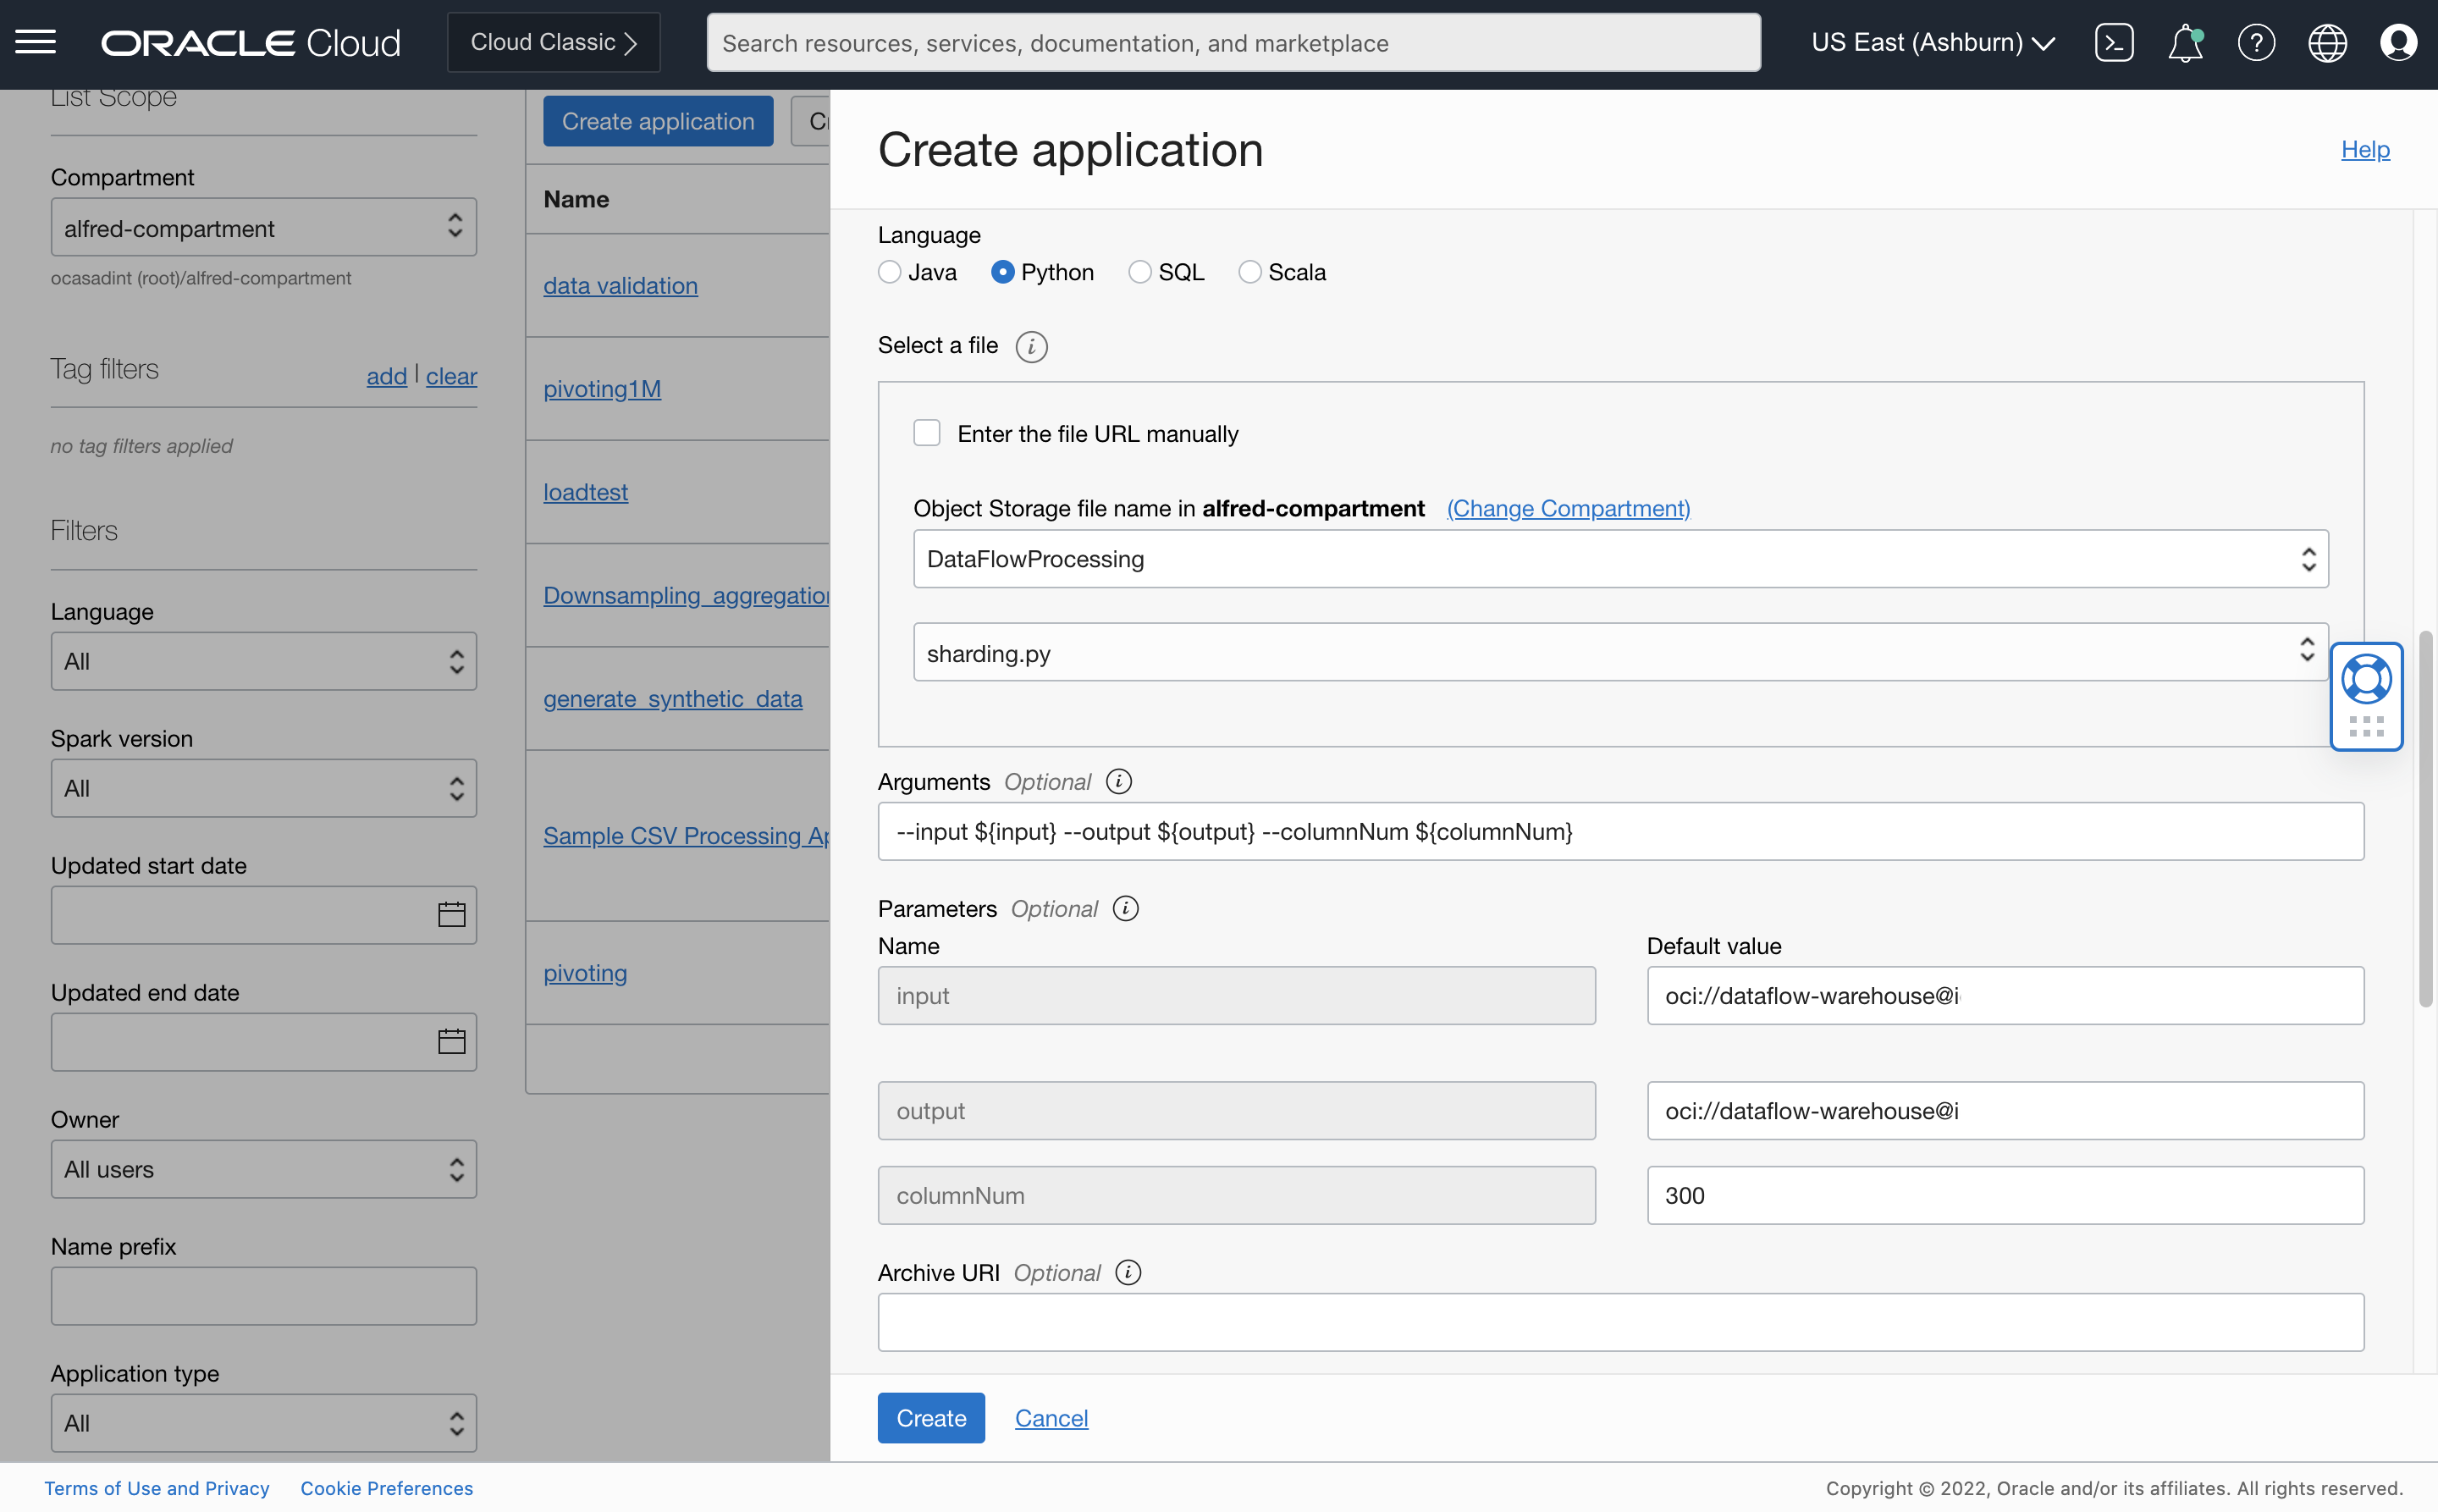 ORACLE Cloud
Cloud Classic
Search resources, services, documentation, and marketplace
US East (Ashburn)
List Scope
Compartment
alfred-compartment
ocasadint (root)/alfred-compartment
Tag filters
add | clear
no tag filters applied
Filters
Language
All
Spark version
All
Updated start date
Updated end date
Owner
All users
Name prefix
Application type
All
Create application
Name
data validation
pivoting1M
loadtest
Downsampling_aggregation
generate_synthetic_data
Sample CSV Processing
pivoting
Create application
Help
Language
Java Python SQL Scala
Select a file
Enter the file URL manually
Object Storage file name in alfred-compartment (Change Compartment)
DataFlowProcessing
sharding.py
Arguments Optional
--input ${input} --output ${output} --columnNum ${columnNum}
Parameters Optional
Name Default value
input oci://dataflow-warehouse@i
output oci://dataflow-warehouse@i
columnNum 300
Archive URI Optional
Create Cancel
Terms of Use and Privacy Cookie Preferences
Copyright © 2022, Oracle and/or its affiliates. All rights reserved.